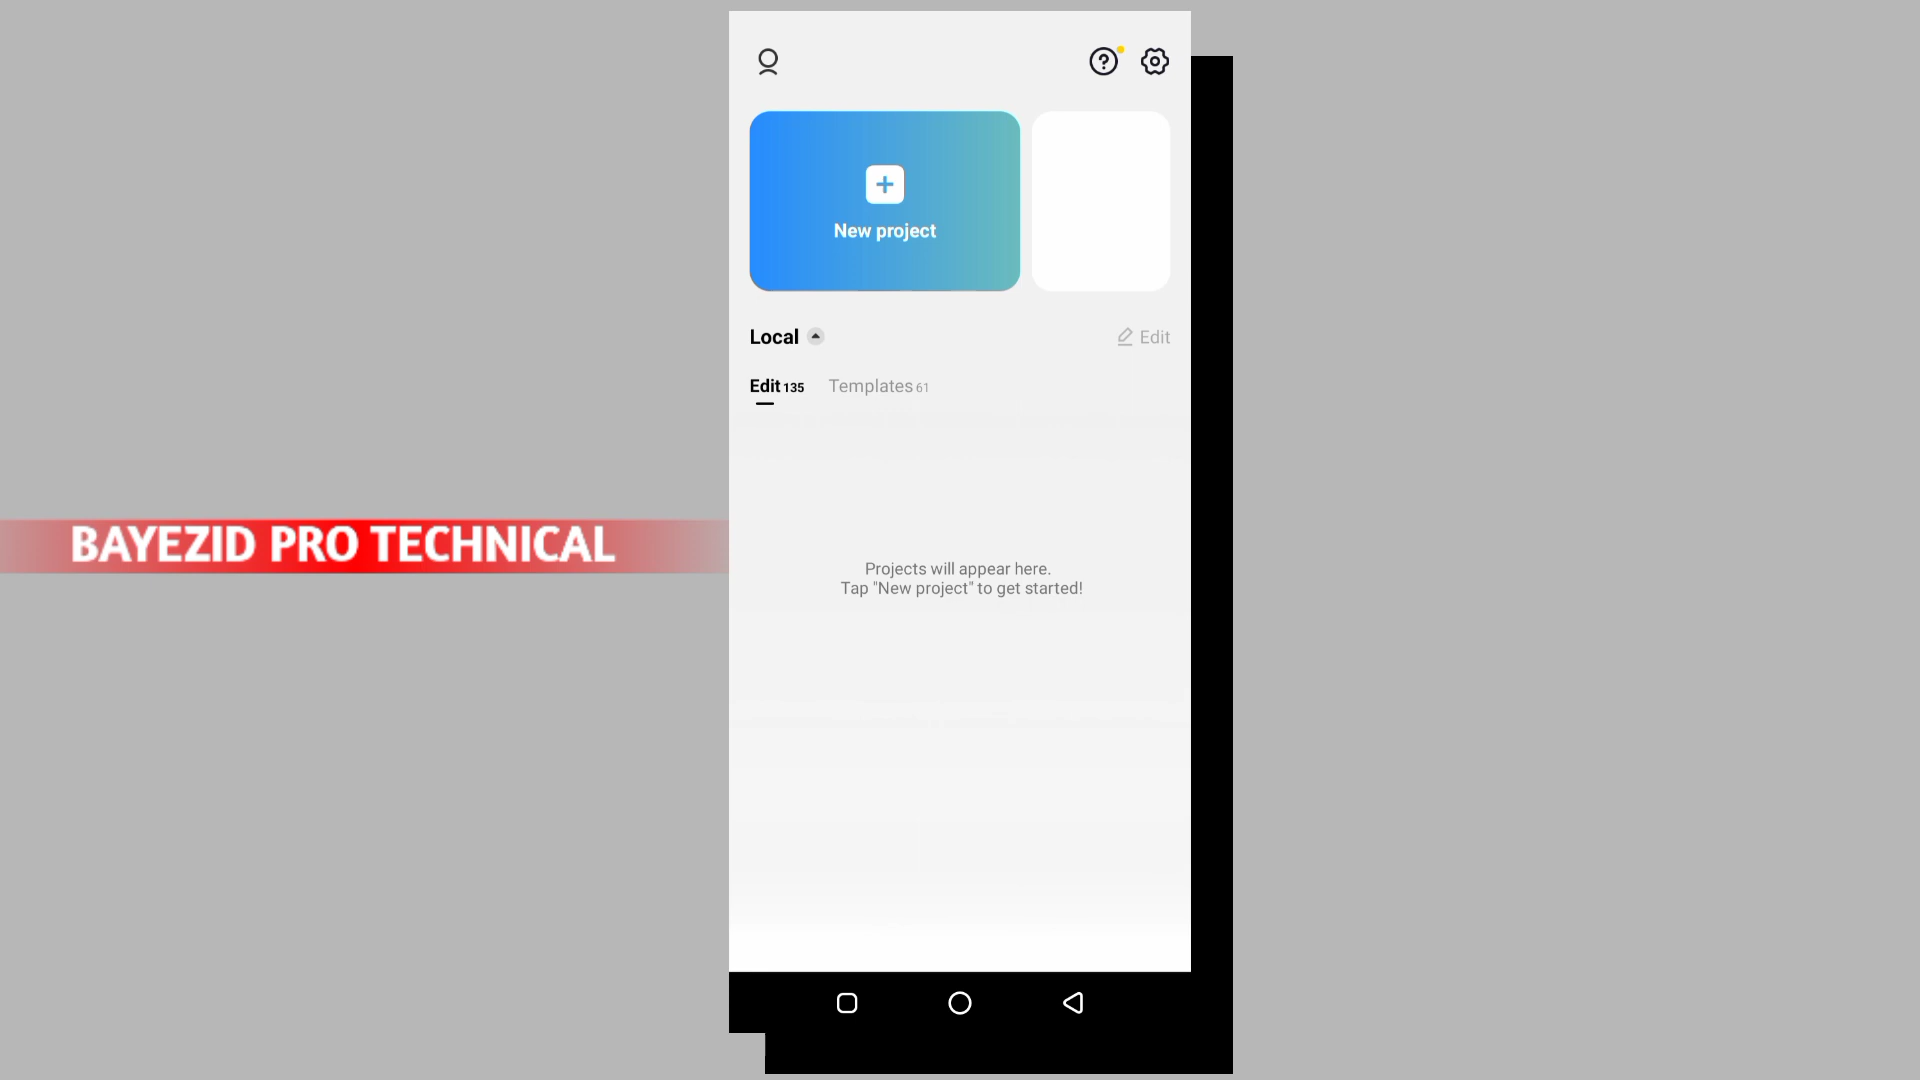 New project
Local
Edit
Edit 135
Templates 61
BAYEZID PRO TECHNICAL
Projects will appear here.
Tap "New project" to get started!